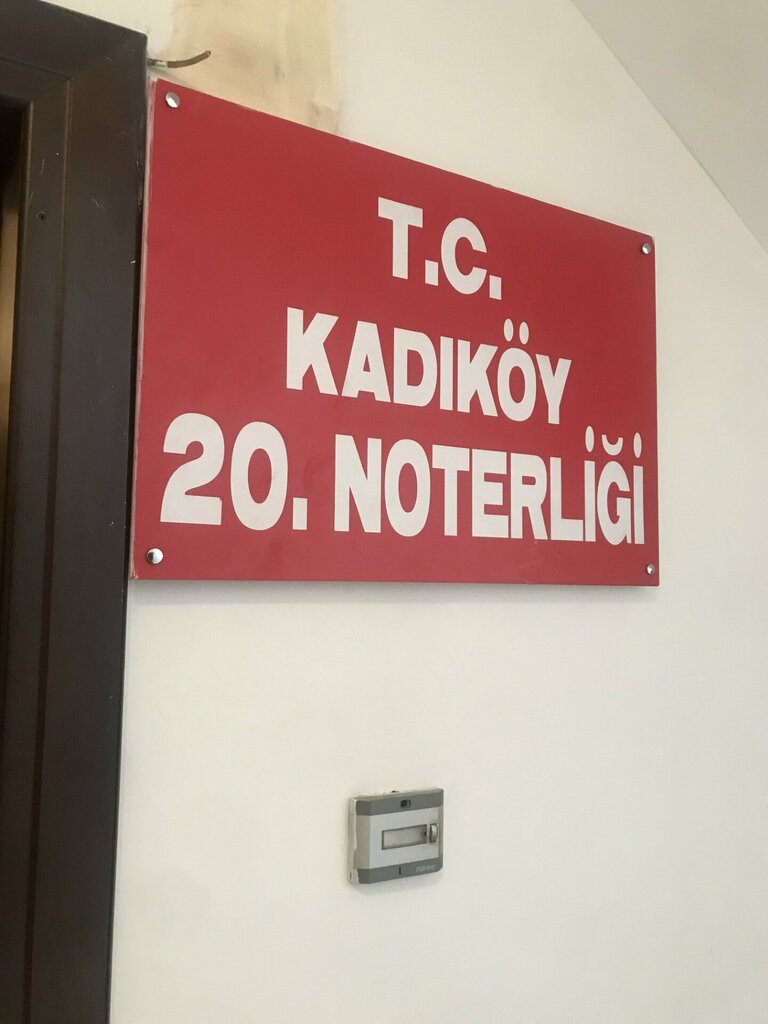 T.C.
KADIKÖY
20. NOTERLİĞİ